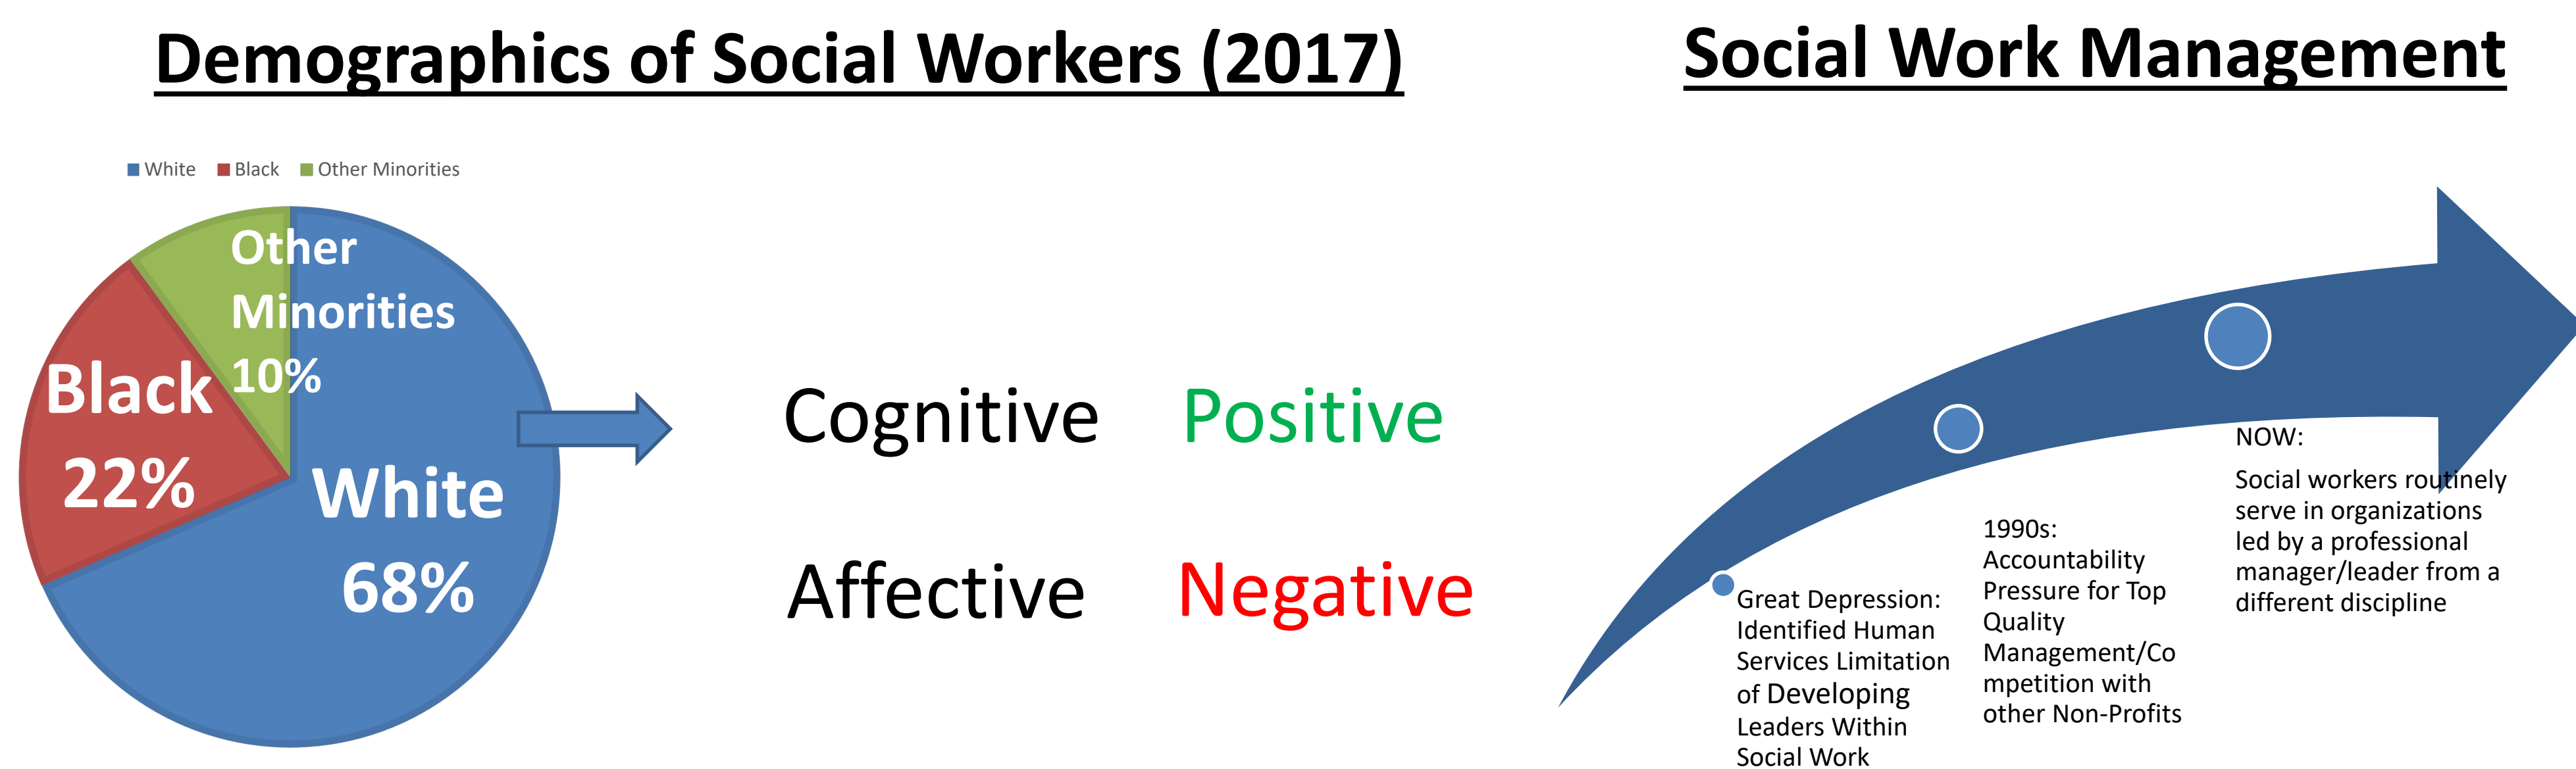 Demographics of Social Workers (2017)
White Black Other Minorities
Other
Minorities
10%
Black
22%
White
68%
Cognitive Positive
Affective Negative
Social Work Management
Great Depression:
Identified Human
Services Limitation
of Developing
Leaders Within
Social Work
1990s:
Accountability
Pressure for Top
Quality
Management/Co
mpetition with
other Non-Profits
NOW:
Social workers routinely
serve in organizations
led by a professional
manager/leader from a
different discipline